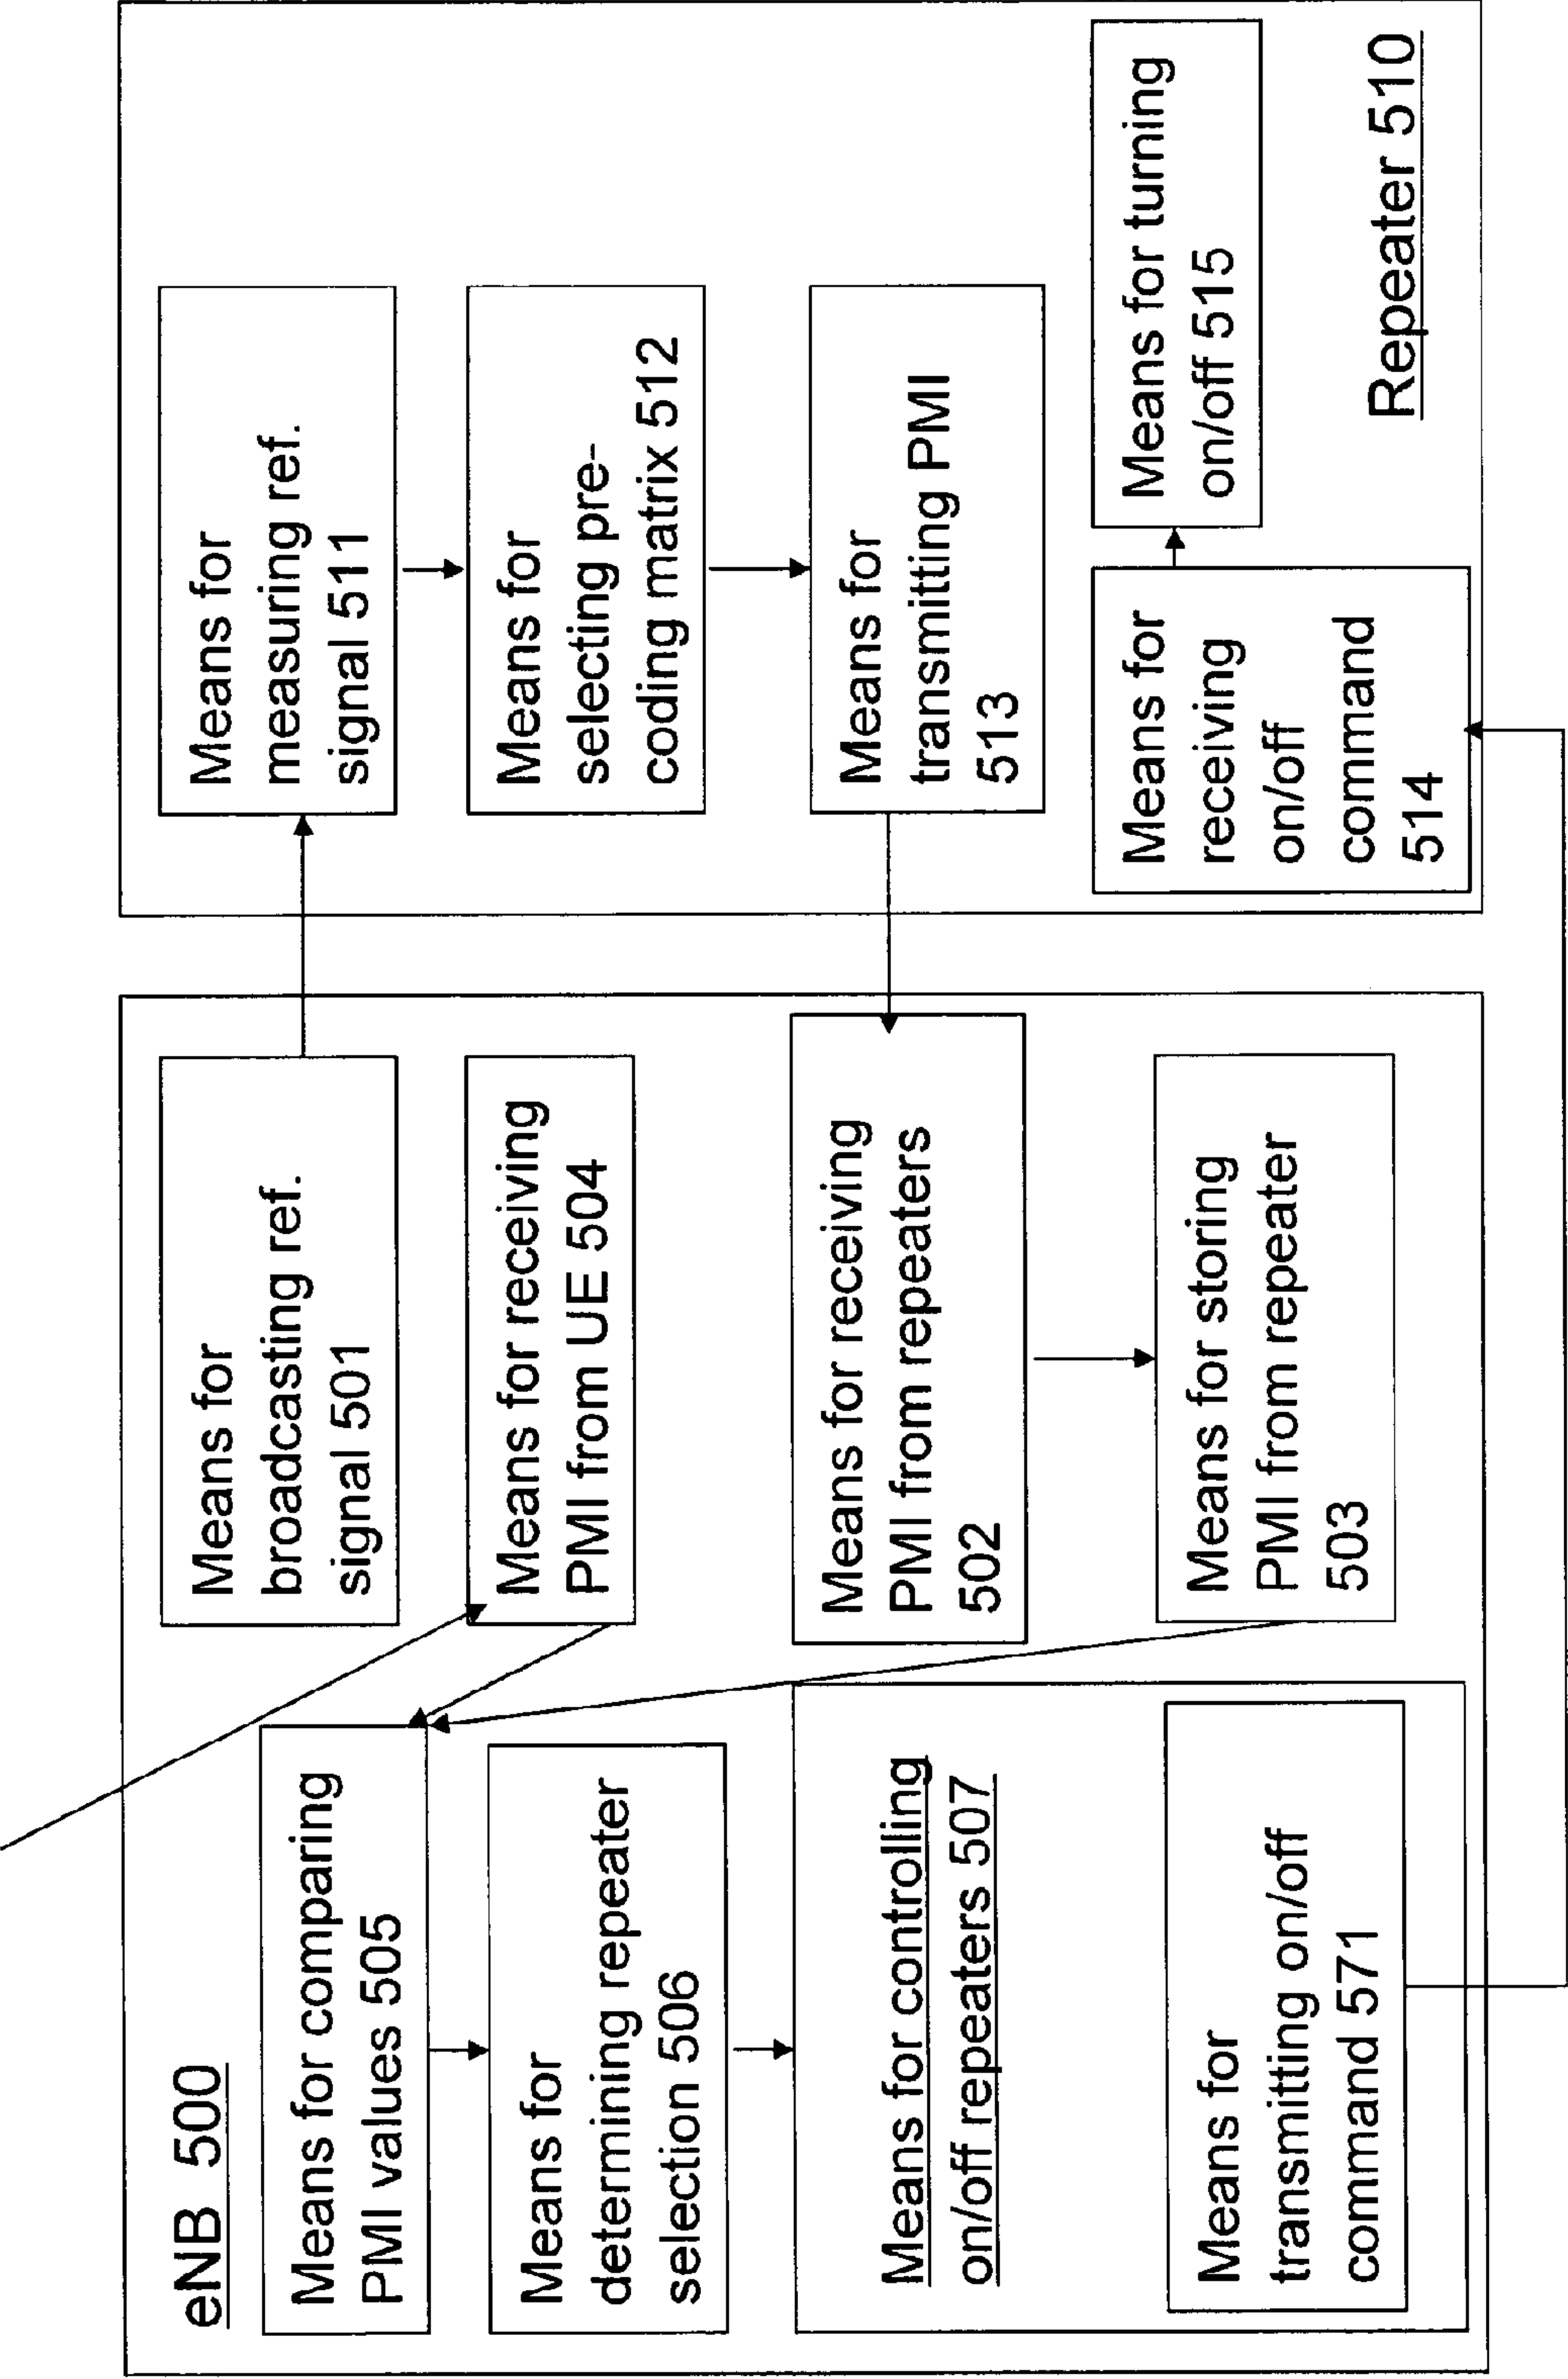 eNB 500
Means for comparing
PMI values 505
Means for
determining repeater
selection 506
Means for controlling
on/off repeaters 507
Means for
transmitting on/off
command 571
Means for
broadcasting ref.
signal 501
Means for receiving
PMI from UE 504
Means for receiving
PMI from repeaters
502
Means for storing
PMI from repeater
503
Means for
measuring ref.
signal 511
Means for
selecting pre-
coding matrix 512
Means for
transmitting PMI
513
Means for
receiving
on/off
command
514
Means for turning
on/off 515
Repeater 510